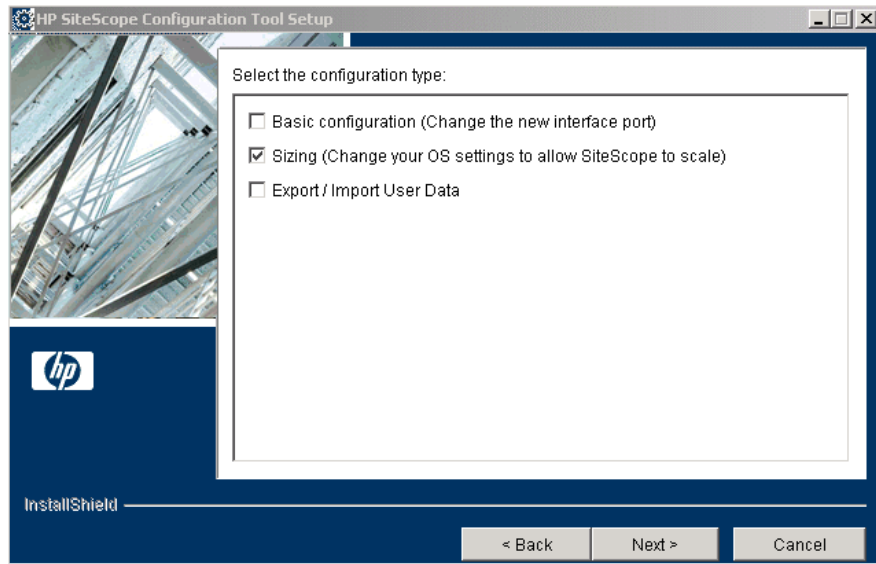 HP SiteScope Configuration Tool Setup
Select the configuration type:
Basic configuration (Change the new interface port)
Sizing (Change your OS settings to allow SiteScope to scale)
Export / Import User Data
hp
InstallShield
< Back
Next >
Cancel